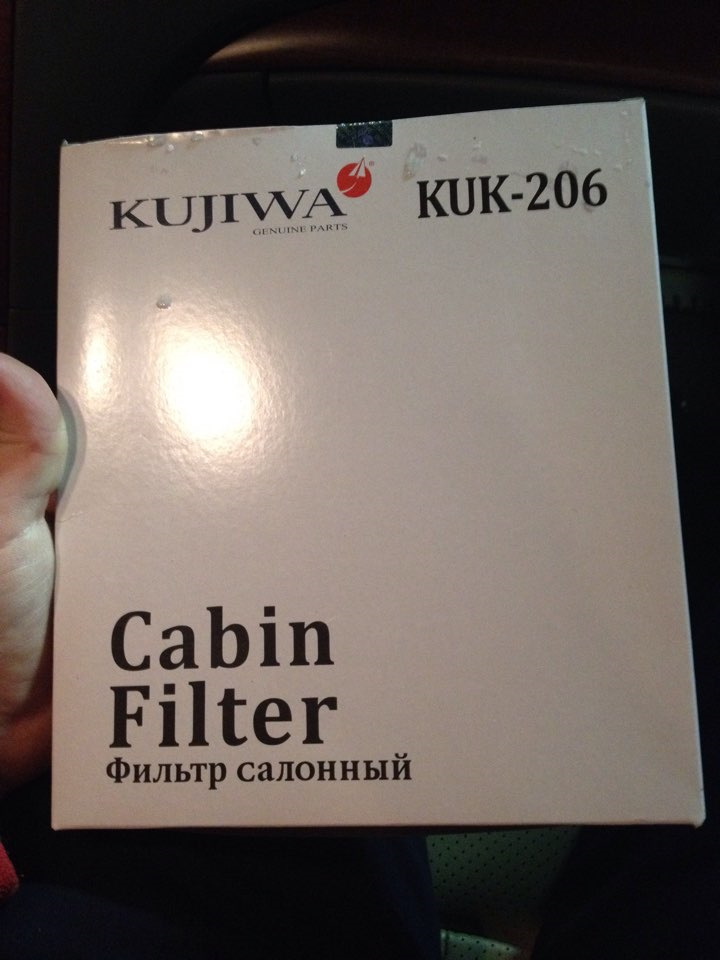 KUJIWA®
GENUINE PARTS
KUK-206
Cabin
Filter
Фильтр салонный